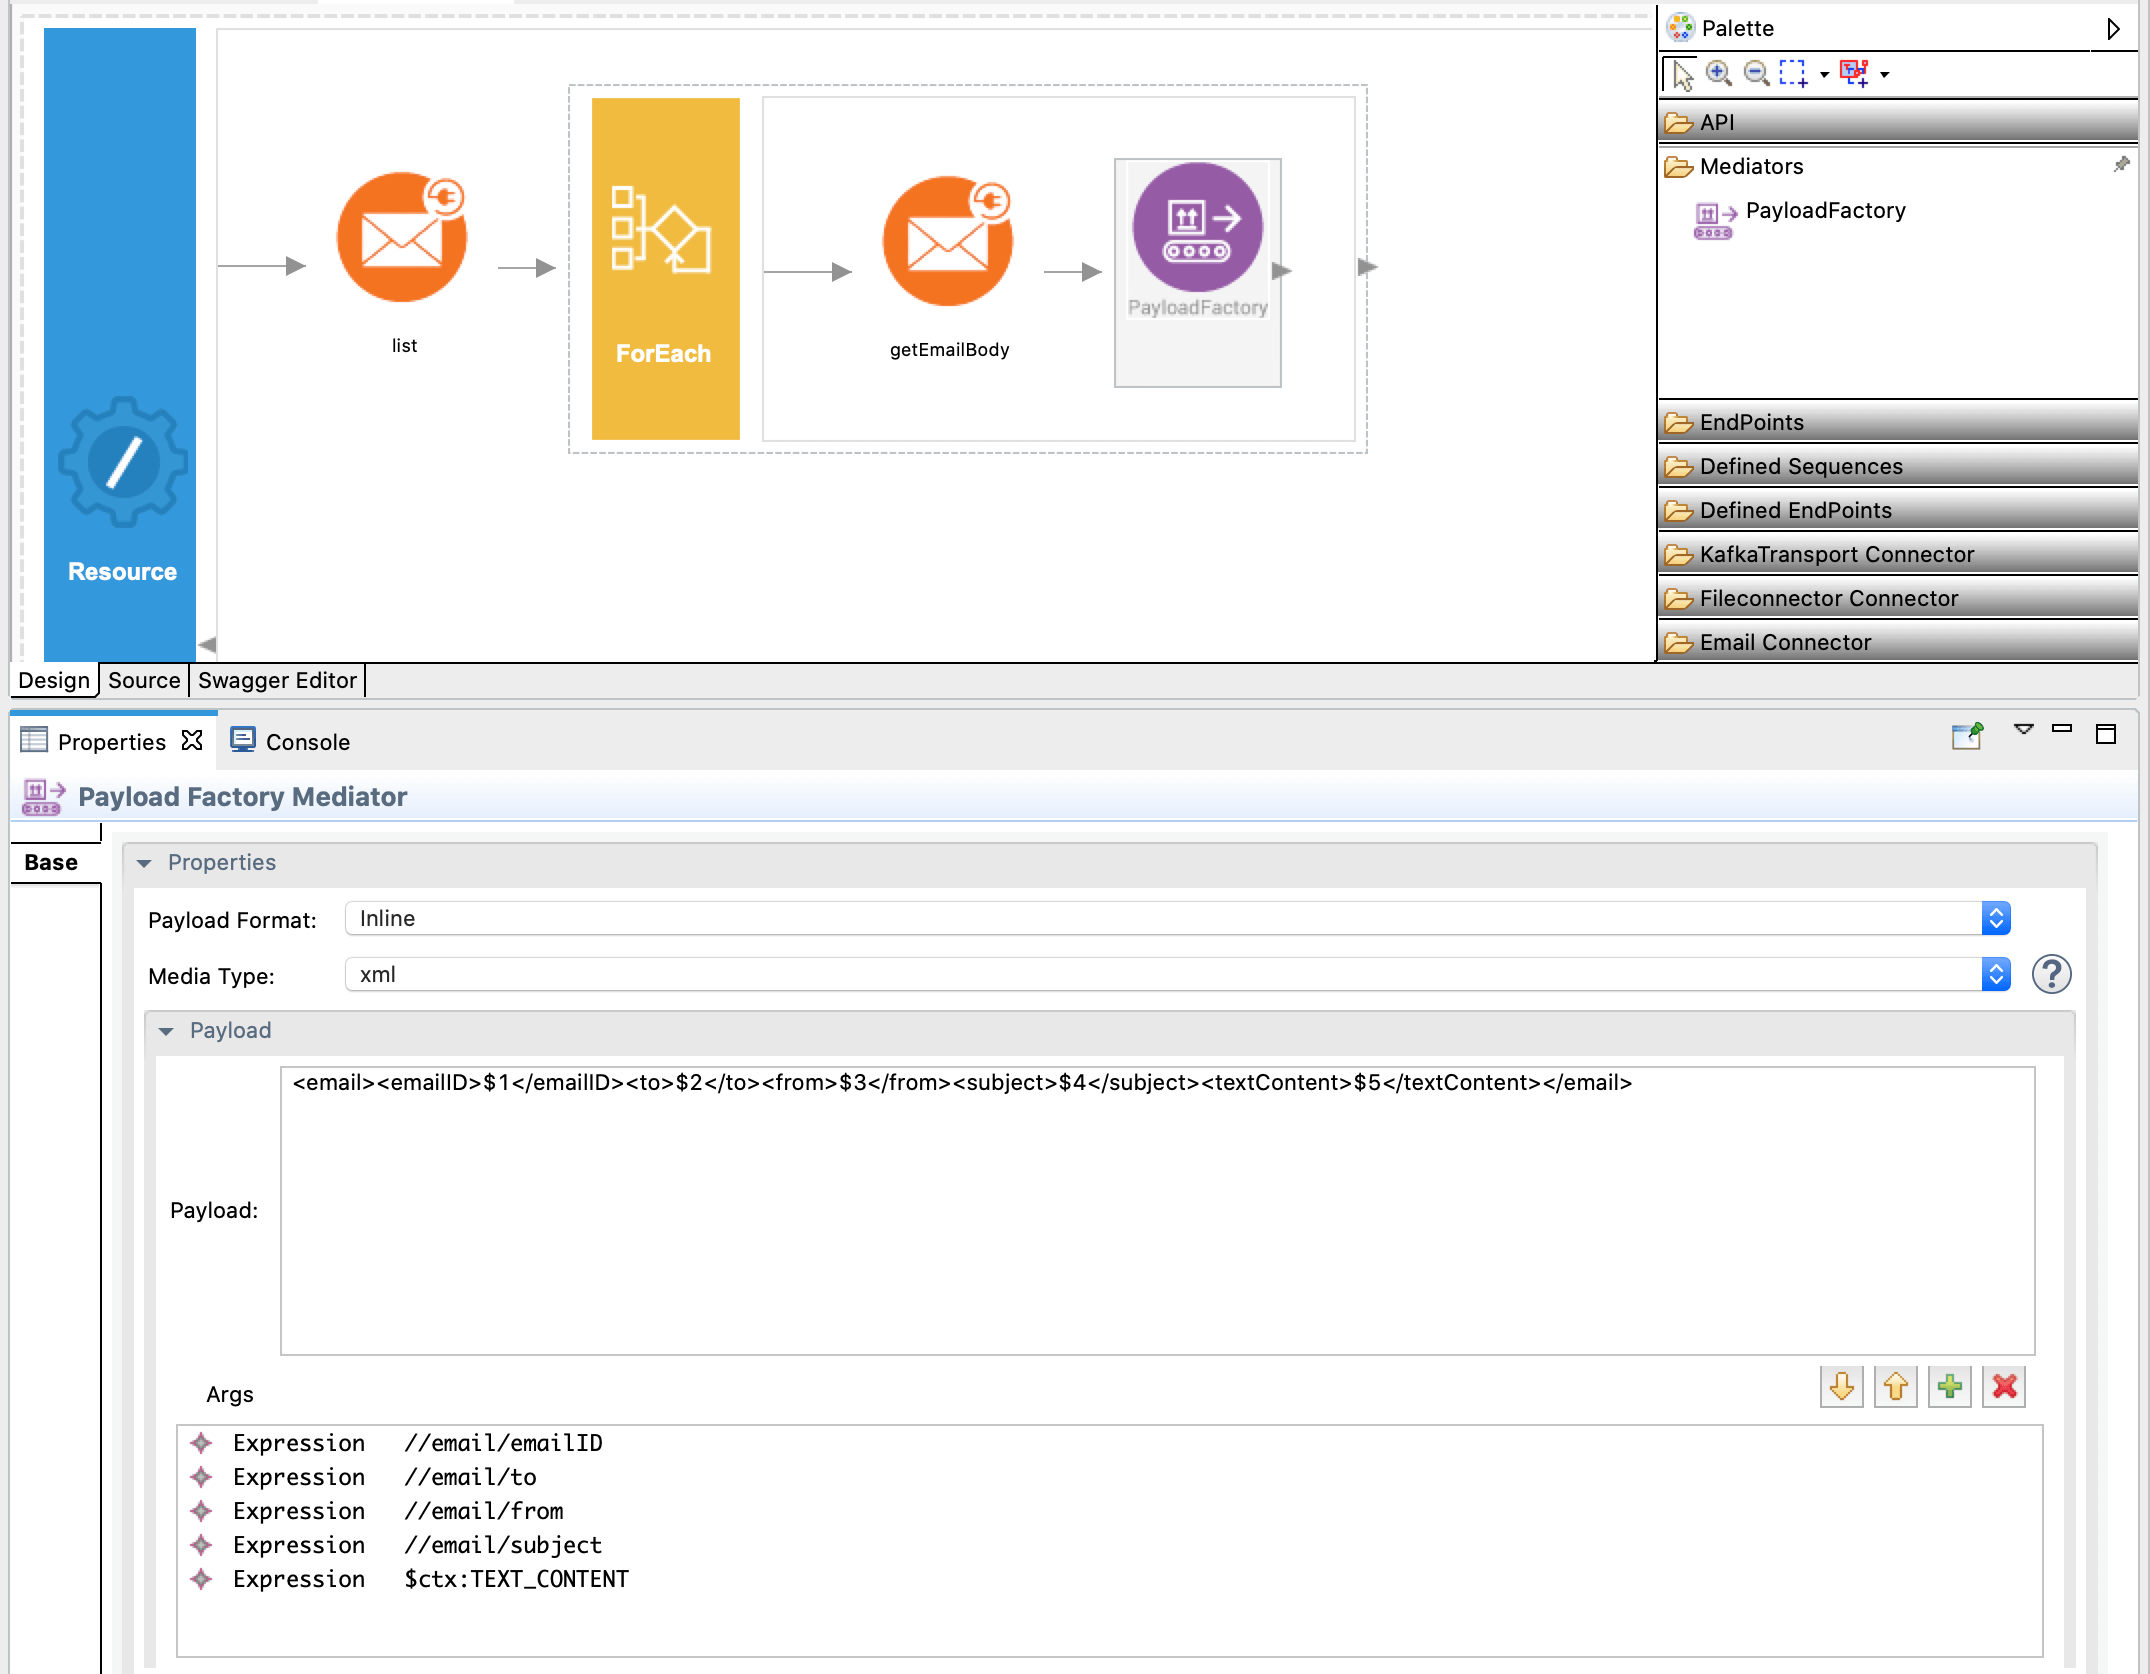 Palette
API
Mediators
PayloadFactory
list
ForEach
getEmailBody
PayloadFactory
Resource
EndPoints
Defined Sequences
Defined EndPoints
KafkaTransport Connector
Fileconnector Connector
Email Connector
Design Source Swagger Editor
Properties Console
Payload Factory Mediator
Base
Properties
Payload Format: Inline
Media Type: xml
Payload
<email><emailID>$1</emailID><to>$2</to><from>$3</from><subject>$4</subject><textContent>$5</textContent></email>
Payload:
Args
Expression //email/emailID
Expression //email/to
Expression //email/from
Expression //email/subject
Expression $ctx:TEXT_CONTENT